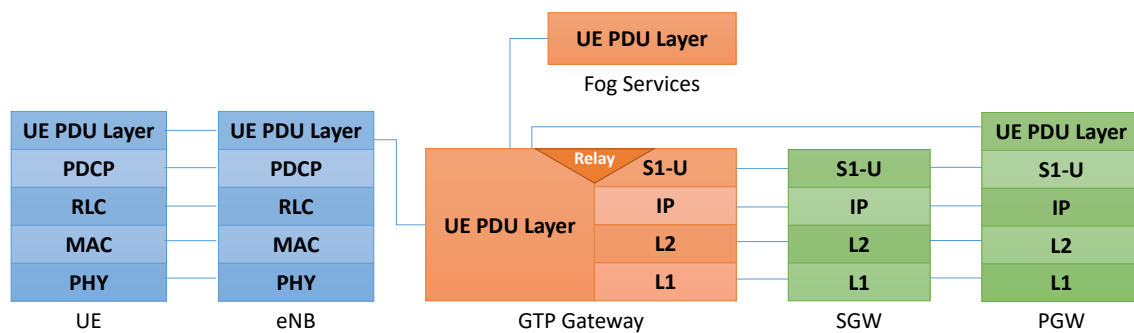 UE PDU Layer
Fog Services
UE PDU Layer
PDCP
RLC
MAC
PHY
UE
UE PDU Layer
PDCP
RLC
MAC
PHY
eNB
Relay
UE PDU Layer
S1-U
IP
L2
L1
GTP Gateway
S1-U
IP
L2
L1
SGW
UE PDU Layer
S1-U
IP
L2
L1
PGW